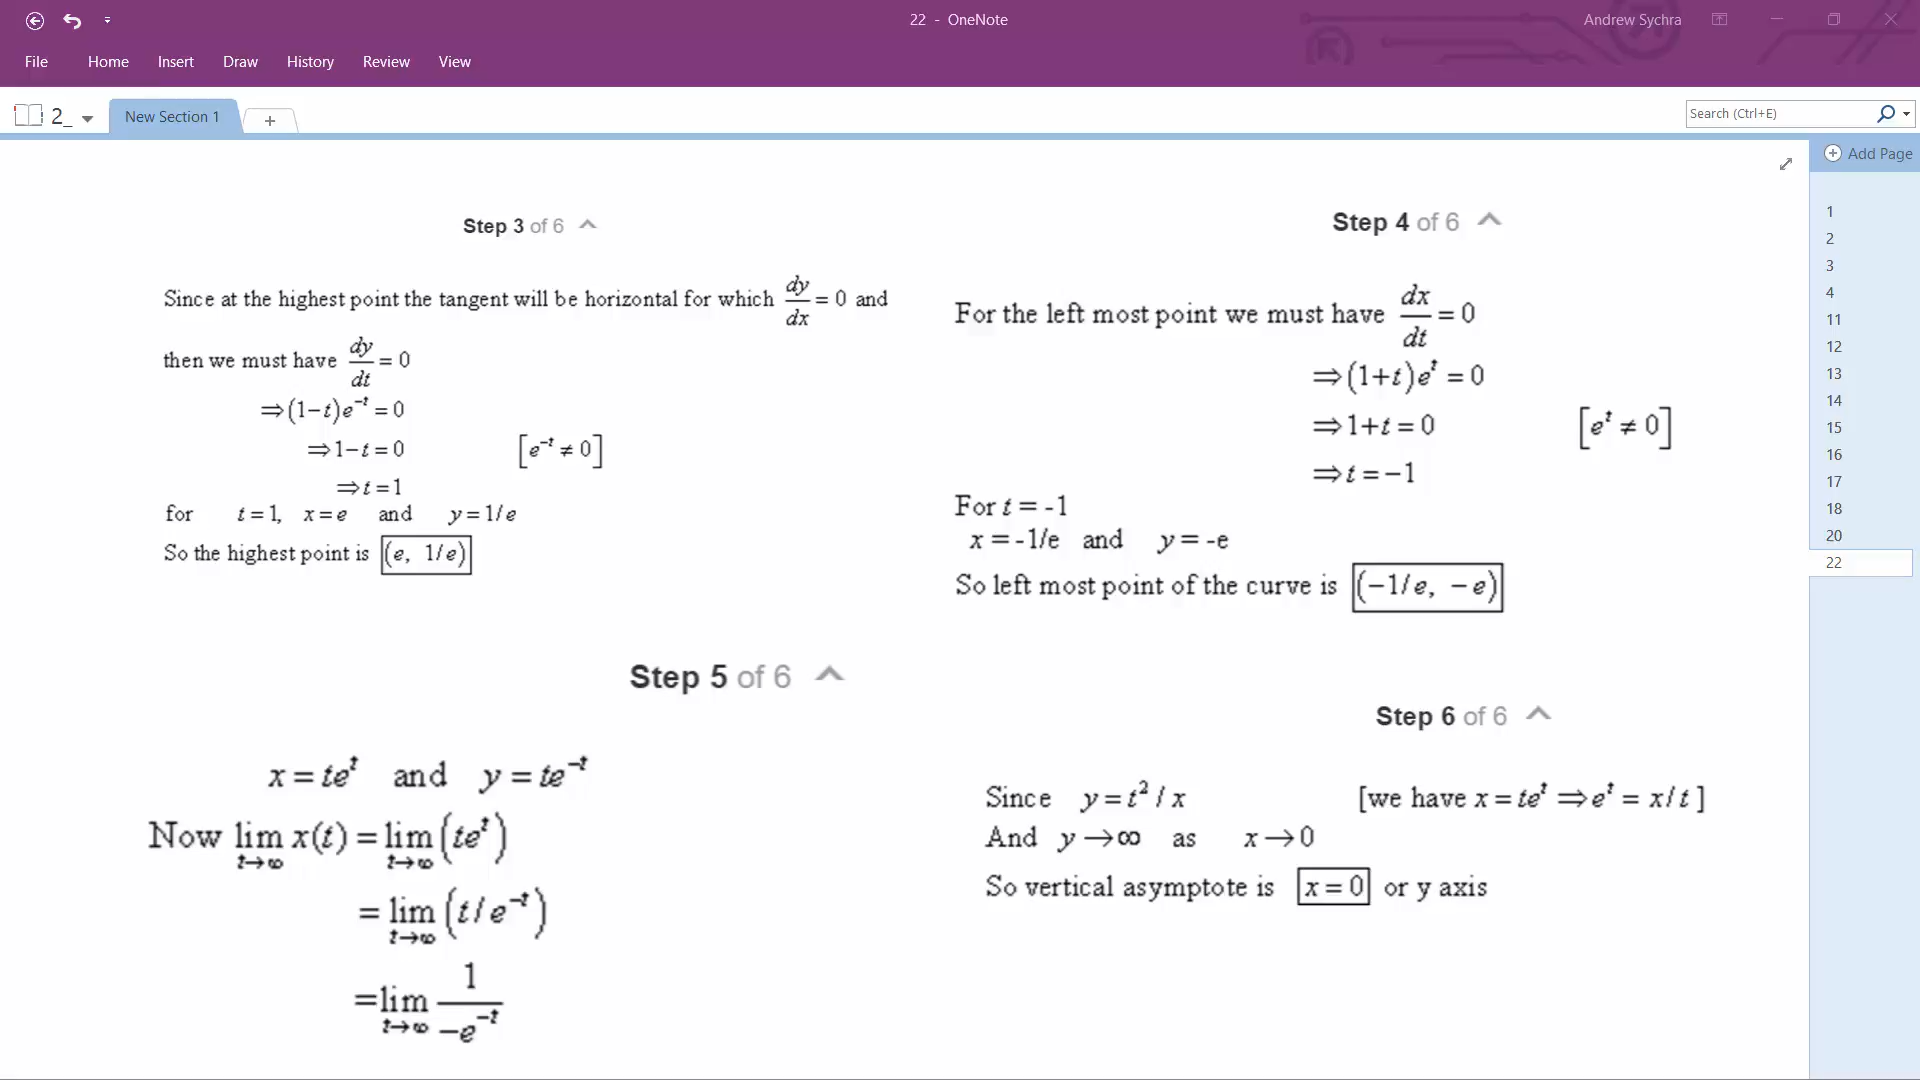 22 - OneNote
Andrew Sychra
File Home Insert Draw History Review View
2_
New Section 1
+
Search (Ctrl+E)
Add Page
1
2
3
4
11
12
13
14
15
16
17
18
20
22
Step 3 of 6
Since at the highest point the tangent will be horizontal for which dy/dx = 0 and
then we must have dy/dt = 0
⇒(1−t)e^−t = 0
⇒1−t = 0 [e^−t ≠ 0]
⇒t = 1
for t = 1, x = e and y = 1/e
So the highest point is (e, 1/e)
Step 4 of 6
For the left most point we must have dx/dt = 0
⇒(1+t)e^t = 0
⇒1+t = 0 [e^t ≠ 0]
⇒t = −1
For t = -1
x = -1/e and y = -e
So left most point of the curve is (−1/e, −e)
Step 5 of 6
x = te^t and y = te^−t
Now lim t→∞ x(t) = lim t→∞ (te^t)
= lim t→∞ (t/e^−t)
=lim t→∞ 1/−e^−t
Step 6 of 6
Since y = t²/x [we have x = te^t ⇒e^t = x/t]
And y→∞ as x→0
So vertical asymptote is x = 0 or y axis